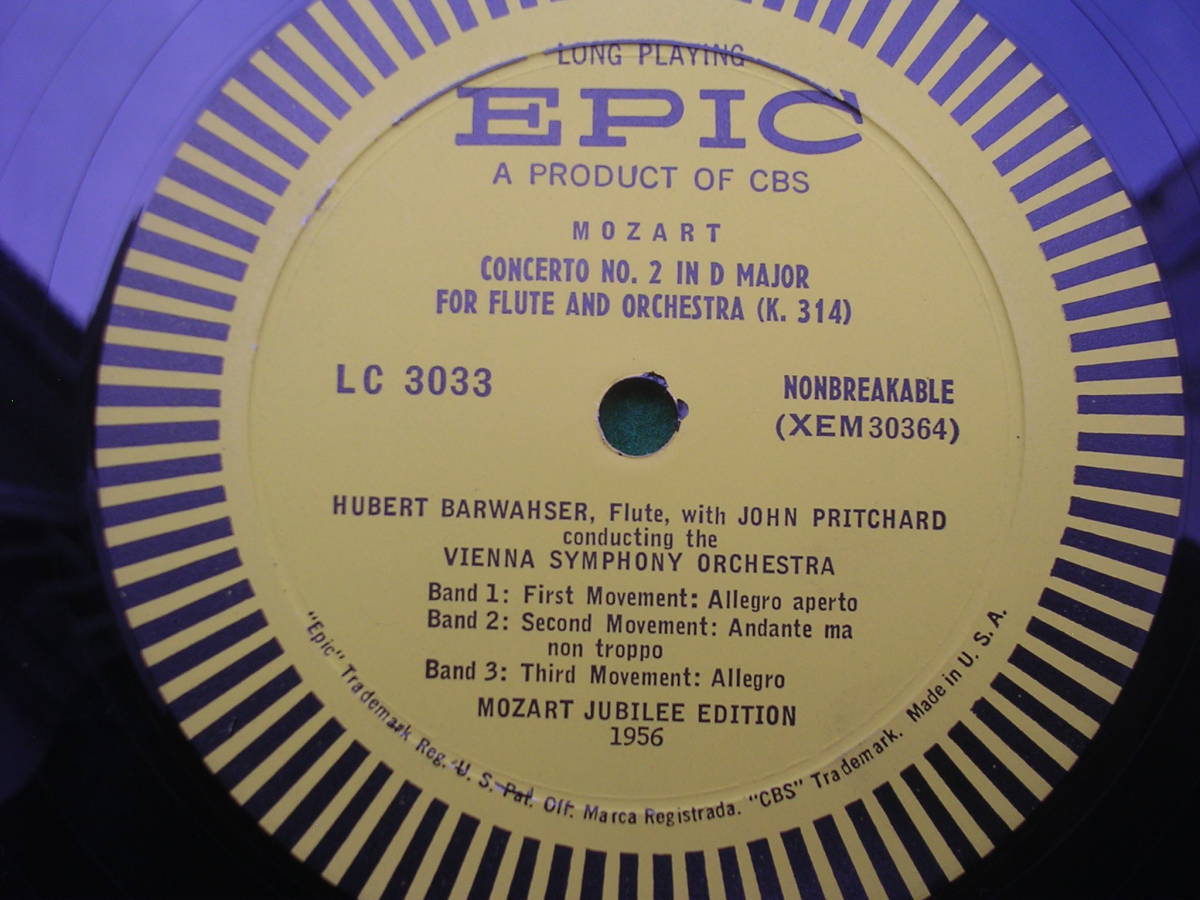 LONG PLAYING
EPIC
A PRODUCT OF CBS
MOZART
CONCERTO NO. 2 IN D MAJOR
FOR FLUTE AND ORCHESTRA (K. 314)
LC 3033
NONBREAKABLE
(XEM30364)
HUBERT BARWAHSER, Flute, with JOHN PRITCHARD
conducting the
VIENNA SYMPHONY ORCHESTRA
Band 1: First Movement: Allegro aperto
Band 2: Second Movement: Andante ma
non troppo
Band 3: Third Movement: Allegro
MOZART JUBILEE EDITION
1956
"Epic" Trademark Reg. U. S. Pat. Off. Marca Registrada. "CBS" Trademark. Made in U. S. A.